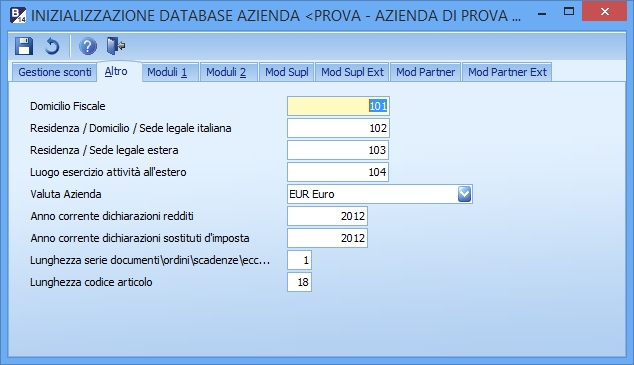 B 14 INIZIALIZZAZIONE DATABASE AZIENDA <PROVA - AZIENDA DI PROVA ...
Gestione sconti Altro Moduli 1 Moduli 2 Mod Supl Mod Supl Ext Mod Partner Mod Partner Ext
Domicilio Fiscale 101
Residenza / Domicilio / Sede legale italiana 102
Residenza / Sede legale estera 103
Luogo esercizio attività all'estero 104
Valuta Azienda EUR Euro
Anno corrente dichiarazioni redditi 2012
Anno corrente dichiarazioni sostituti d'imposta 2012
Lunghezza serie documenti\ordini\scadenze\ecc... 1
Lunghezza codice articolo 18